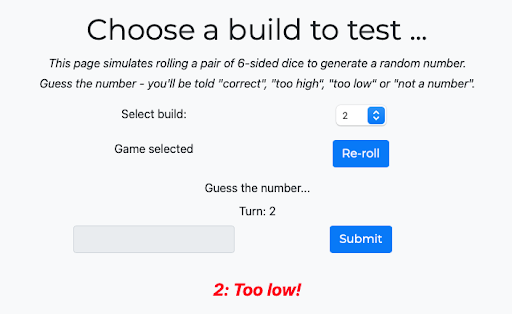 Choose a build to test ...
This page simulates rolling a pair of 6-sided dice to generate a random number.
Guess the number - you'll be told "correct", "too high", "too low" or "not a number".
Select build: 2
Game selected Re-roll
Guess the number...
Turn: 2
Submit
2: Too low!